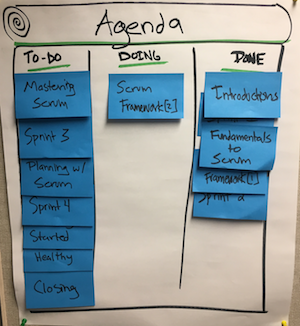 Agenda
TO-DO
Mastering
Scrum
Sprint 3
Planning w/
Scrum
Sprint 4
Started
Healthy
Closing
DOING
Scrum
Framework[2]
DONE
Introductions
Fundamentals
to
Scrum
Framework[1]
Sprint 2